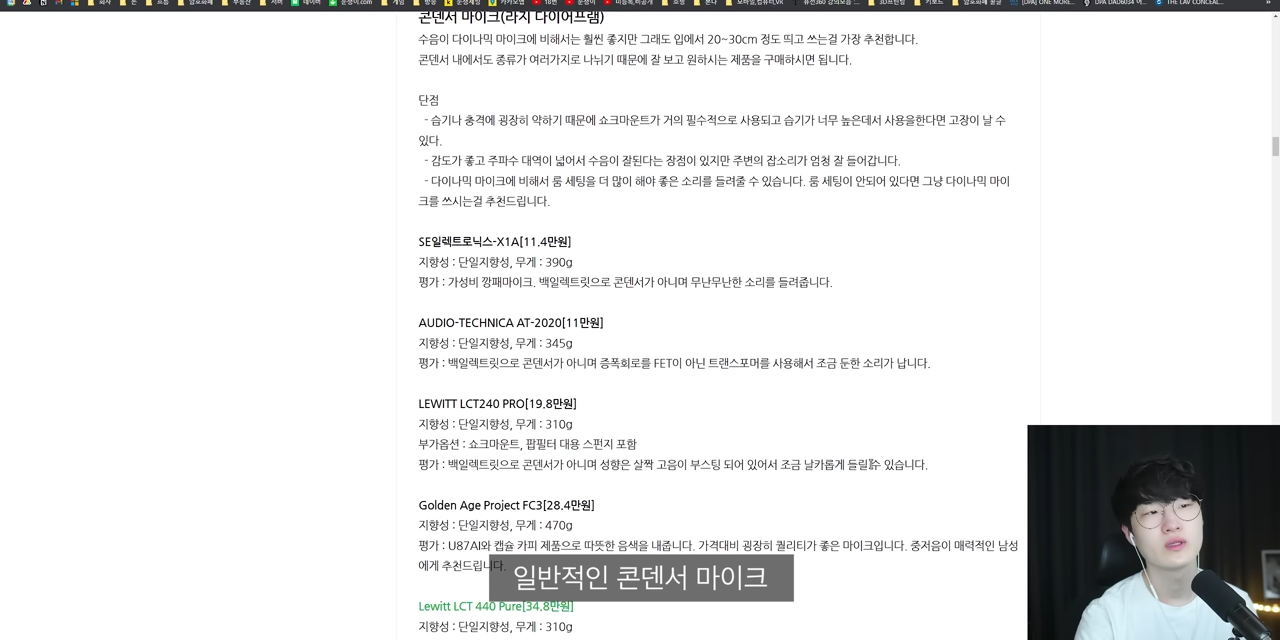 콘덴서 마이크(라지 다이어프램)
수음이 다이나믹 마이크에 비해서는 훨씬 좋지만 그래도 입에서 20~30cm 정도 띄고 쓰는걸 가장 추천합니다.
콘덴서 내에서도 종류가 여러가지로 나뉘기 때문에 잘 보고 원하시는 제품을 구매하시면 됩니다.
단점
- 습기나 충격에 굉장히 약하기 때문에 쇼크마운트가 거의 필수적으로 사용되고 습기가 너무 높은데서 사용을한다면 고장이 날 수
있다.
- 감도가 좋고 주파수 대역이 넓어서 수음이 잘된다는 장점이 있지만 주변의 잡소리가 엄청 잘 들어갑니다.
- 다이나믹 마이크에 비해서 룸 세팅을 더 많이 해야 좋은 소리를 들려줄 수 있습니다. 룸 세팅이 안되어 있다면 그냥 다이나믹 마이
크를 쓰시는걸 추천드립니다.
SE일렉트로닉스-X1A[11.4만원]
지향성 : 단일지향성, 무게 : 390g
평가 : 가성비 깡패마이크. 백일렉트릿으로 콘덴서가 아니며 무난무난한 소리를 들려줍니다.
AUDIO-TECHNICA AT-2020[11만원]
지향성 : 단일지향성, 무게 : 345g
평가 : 백일렉트릿으로 콘덴서가 아니며 증폭회로를 FET이 아닌 트랜스포머를 사용해서 조금 둔한 소리가 납니다.
LEWITT LCT240 PRO[19.8만원]
지향성 : 단일지향성, 무게 : 310g
부가옵션 : 쇼크마운트, 팝필터 대용 스펀지 포함
평가 : 백일렉트릿으로 콘덴서가 아니며 성향은 살짝 고음이 부스팅 되어 있어서 조금 날카롭게 들릴 수 있습니다.
Golden Age Project FC3[28.4만원]
지향성 : 단일지향성, 무게 : 470g
평가 : U87AI와 캡슐 카피 제품으로 따뜻한 음색을 내줍니다. 가격대비 굉장히 퀄리티가 좋은 마이크입니다. 중저음이 매력적인 남성
에게 추천드립니다.
일반적인 콘덴서 마이크
Lewitt LCT 440 Pure[34.8만원]
지향성 : 단일지향성, 무게 : 310g